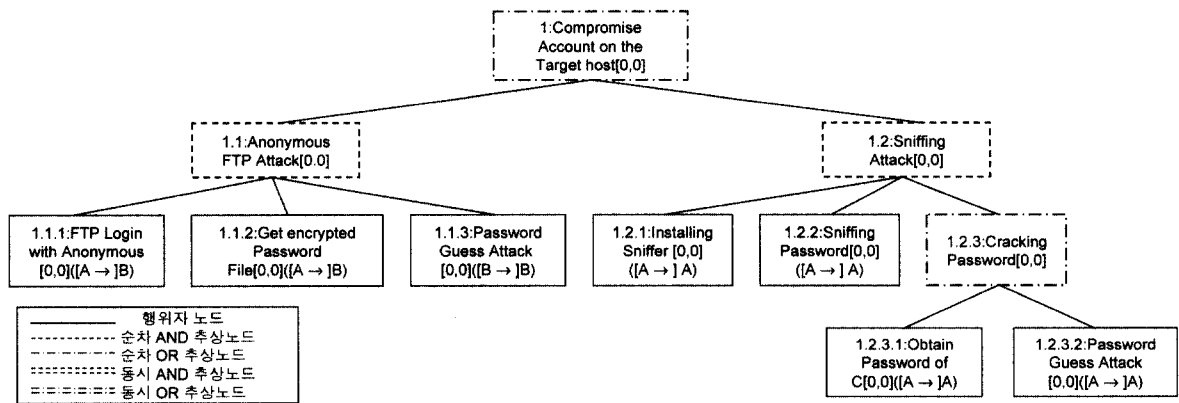 1:Compromise
Account on the
Target host[0,0]
1.1:Anonymous
FTP Attack[0.0]
1.2:Sniffing
Attack[0,0]
1.1.1:FTP Login
with Anonymous
[0,0]([A → ]B)
1.1.2:Get encrypted
Password
File[0,0]([A → ]B)
1.1.3:Password
Guess Attack
[0,0]([B → ]B)
1.2.1:Installing
Sniffer [0,0]
([A → ] A)
1.2.2:Sniffing
Password[0,0]
([A → ] A)
1.2.3:Cracking
Password[0,0]
1.2.3.1:Obtain
Password of
C[0,0]([A → ]A)
1.2.3.2:Password
Guess Attack
[0,0]([A → ]A)
행위자 노드
순차 AND 추상노드
순차 OR 추상노드
동시 AND 추상노드
동시 OR 추상노드